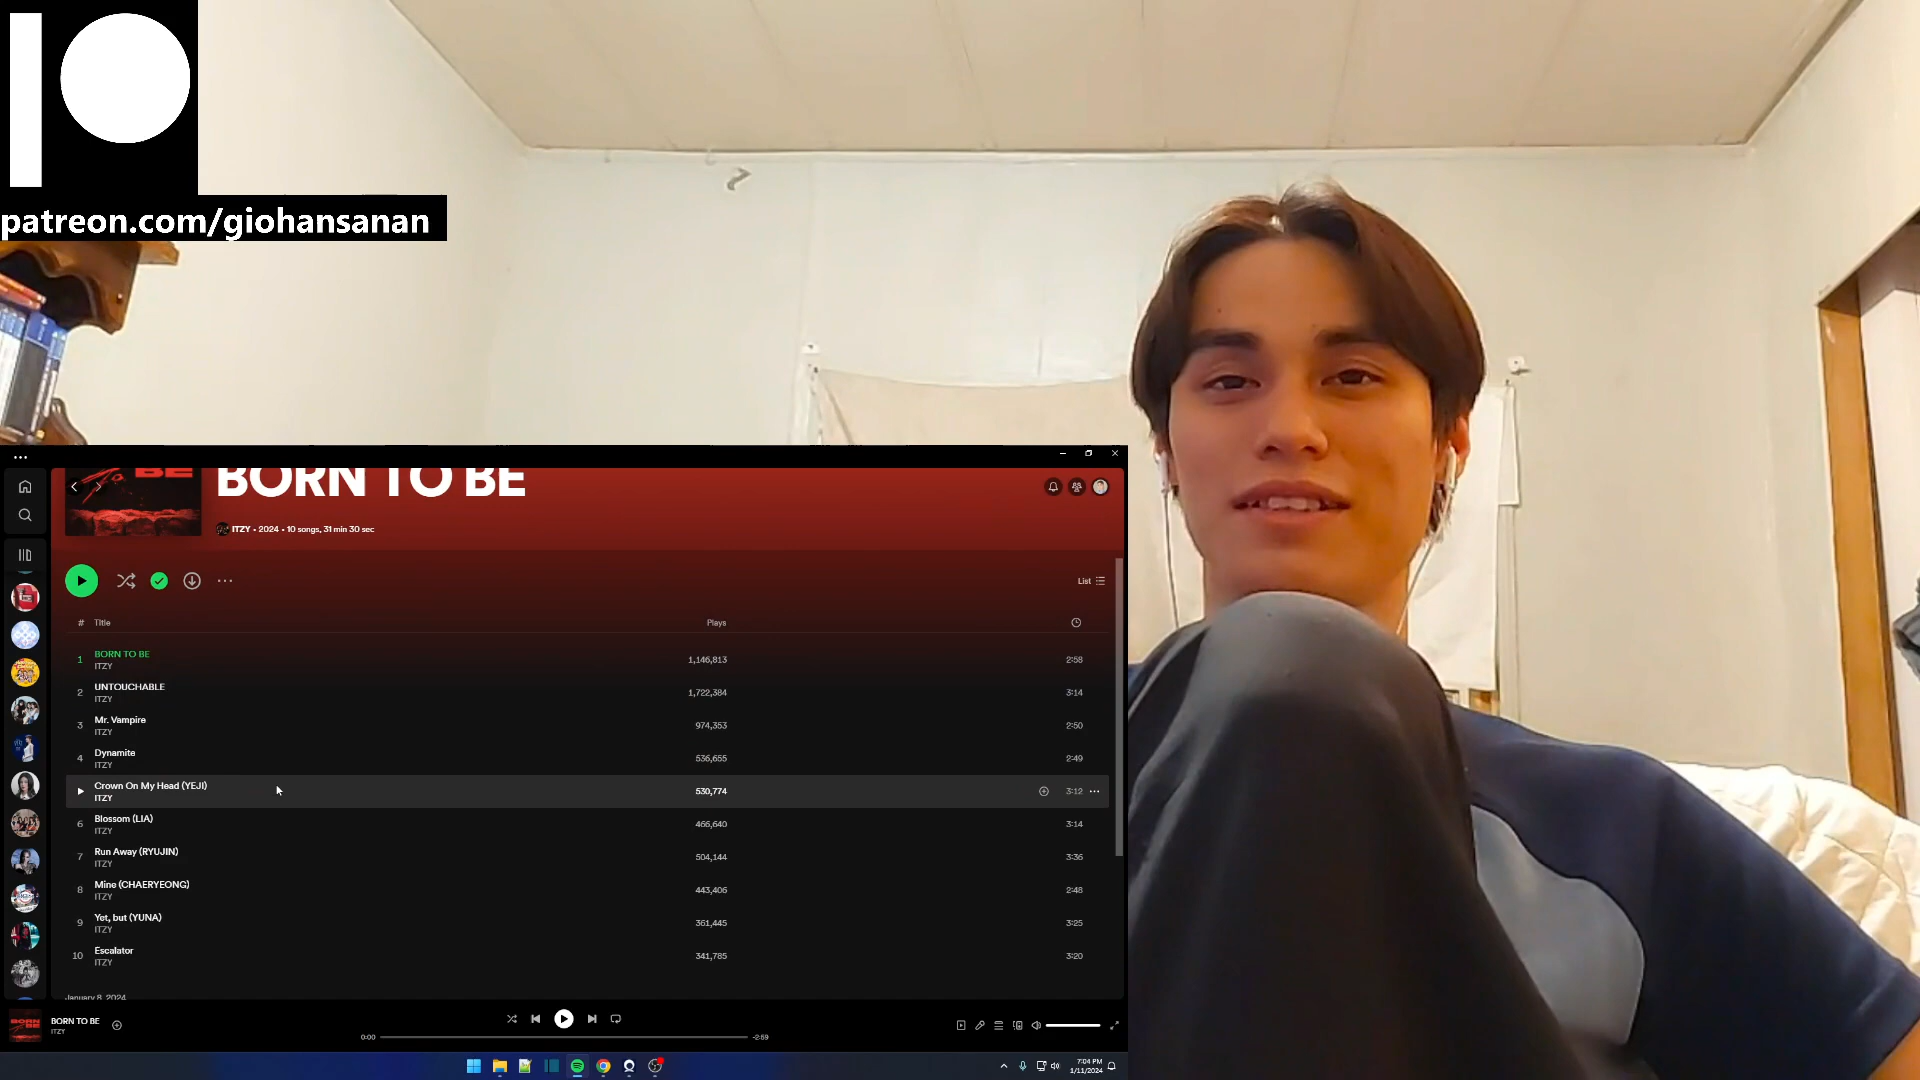 patreon.com/giohansanan
BORN TO BE
ITZY • 2024 • 10 songs, 31 min 30 sec
List
# Title Plays
1 BORN TO BE 1,146,813 2:58
ITZY
2 UNTOUCHABLE 1,722,384 3:14
ITZY
3 Mr. Vampire 974,353 2:50
ITZY
4 Dynamite 536,655 2:49
ITZY
Crown On My Head (YEJI) 530,774 3:12
ITZY
6 Blossom (LIA) 466,640 3:14
ITZY
7 Run Away (RYUJIN) 504,144 3:36
ITZY
8 Mine (CHAERYEONG) 443,406 2:48
ITZY
9 Yet, but (YUNA) 361,445 3:25
ITZY
10 Escalator 341,785 3:20
ITZY
January 8, 2024
BORN TO BE
ITZY
0:00 -2:59
7:04 PM
1/11/2024